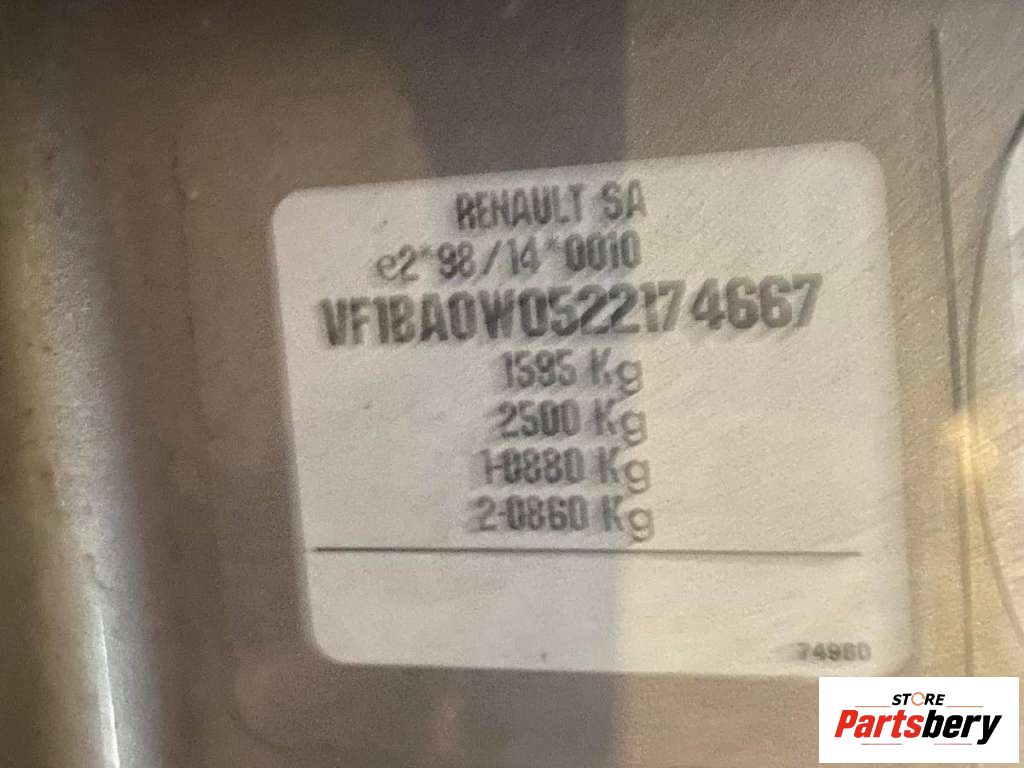 RENAULT SA
e2*98/14*0010
VF1BA0W0522174667
1595 Kg
2500 Kg
1-0880 Kg
2-0860 Kg
74980
STORE
Partsbery